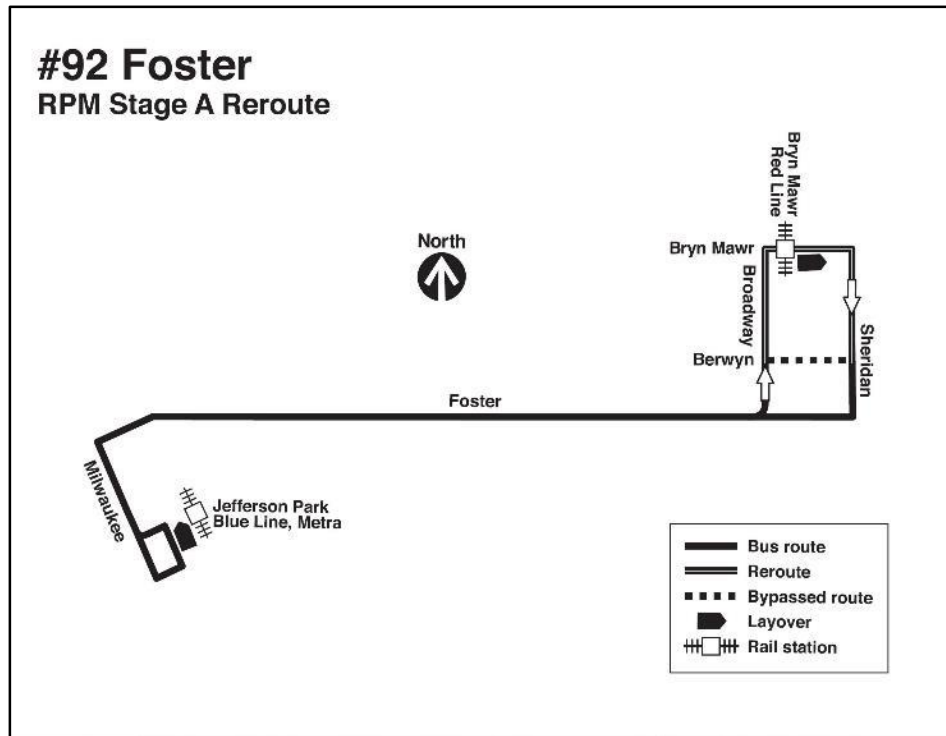 #92 Foster
RPM Stage A Reroute
Bryn Mawr
Red Line
North
Bryn Mawr
Broadway
Sheridan
Berwyn
Foster
Milwaukee
Jefferson Park
Blue Line, Metra
Bus route
Reroute
Bypassed route
Layover
Rail station